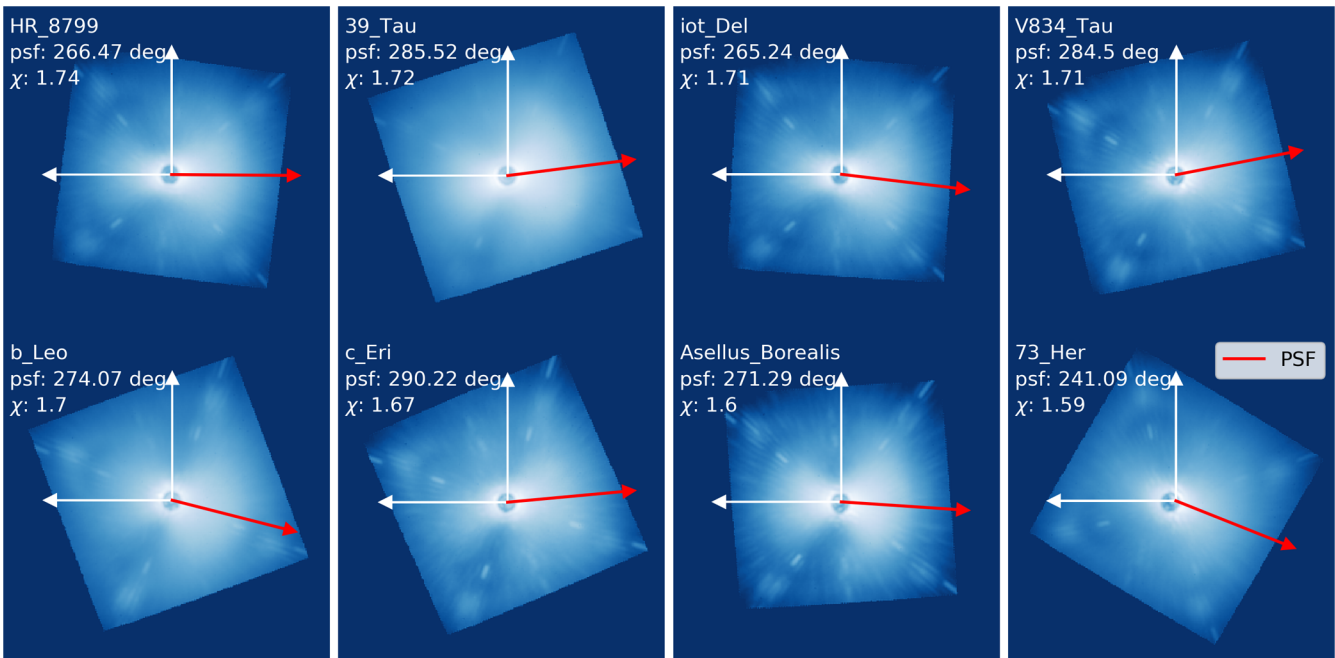 HR_8799
psf: 266.47 deg
χ: 1.74
39_Tau
psf: 285.52 deg
χ: 1.72
iot_Del
psf: 265.24 deg
χ: 1.71
V834_Tau
psf: 284.5 deg
χ: 1.71
b_Leo
psf: 274.07 deg
χ: 1.7
c_Eri
psf: 290.22 deg
χ: 1.67
Asellus_Borealis
psf: 271.29 deg
χ: 1.6
73_Her
psf: 241.09 deg
χ: 1.59
PSF